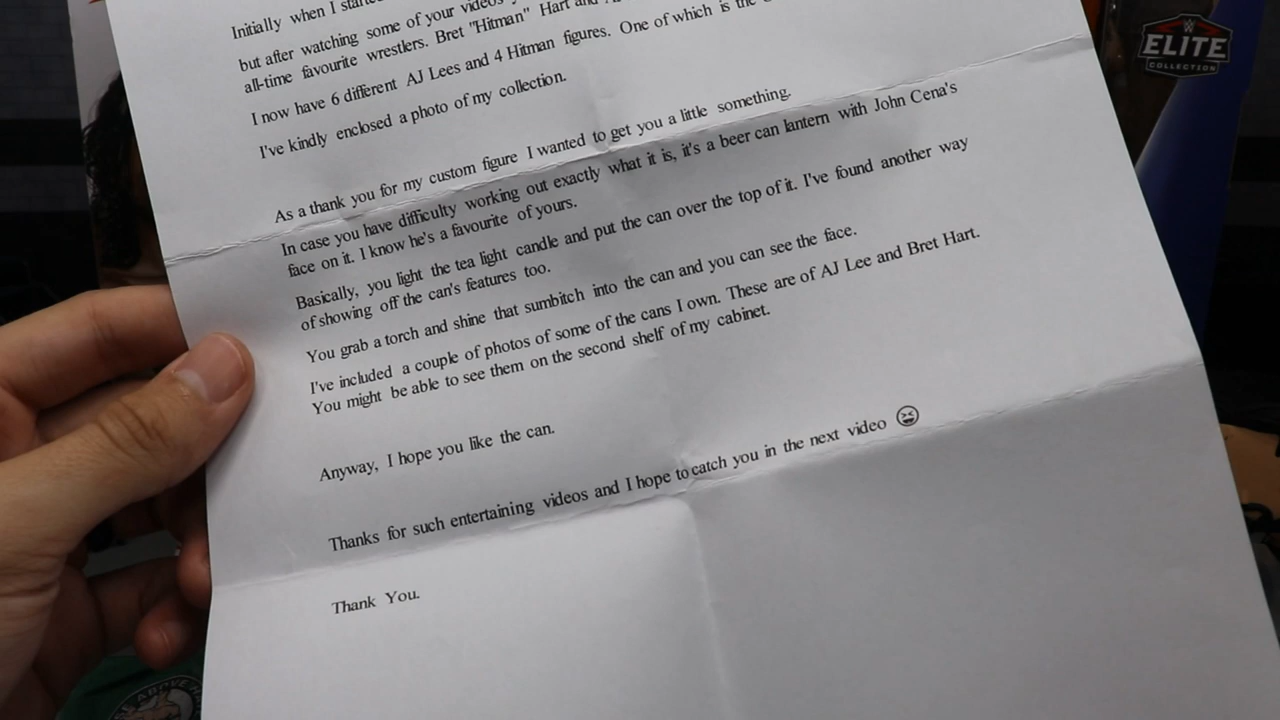 Initially when I started
but after watching some of your videos
all-time favourite wrestlers. Bret "Hitman" Hart and
I now have 6 different AJ Lees and 4 Hitman figures. One of which is the
I've kindly enclosed a photo of my collection.
As a thank you for my custom figure I wanted to get you a little something.
In case you have difficulty working out exactly what it is, it's a beer can lantern with John Cena's
face on it. I know he's a favourite of yours.
Basically, you light the tea light candle and put the can over the top of it. I've found another way
of showing off the can's features too.
You grab a torch and shine that sumbitch into the can and you can see the face.
I've included a couple of photos of some of the cans I own. These are of AJ Lee and Bret Hart.
You might be able to see them on the second shelf of my cabinet.
Anyway, I hope you like the can.
Thanks for such entertaining videos and I hope to catch you in the next video 😆
Thank You.
W
ELITE
COLLECTION
ABOVE